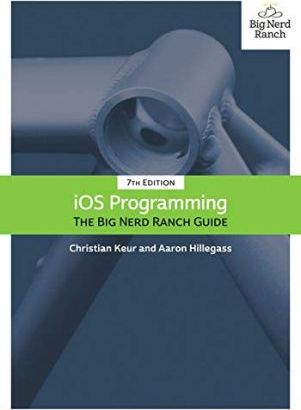 Big Nerd
Ranch
7TH EDITION
iOS Programming
THE BIG NERD RANCH GUIDE
Christian Keur and Aaron Hillegass